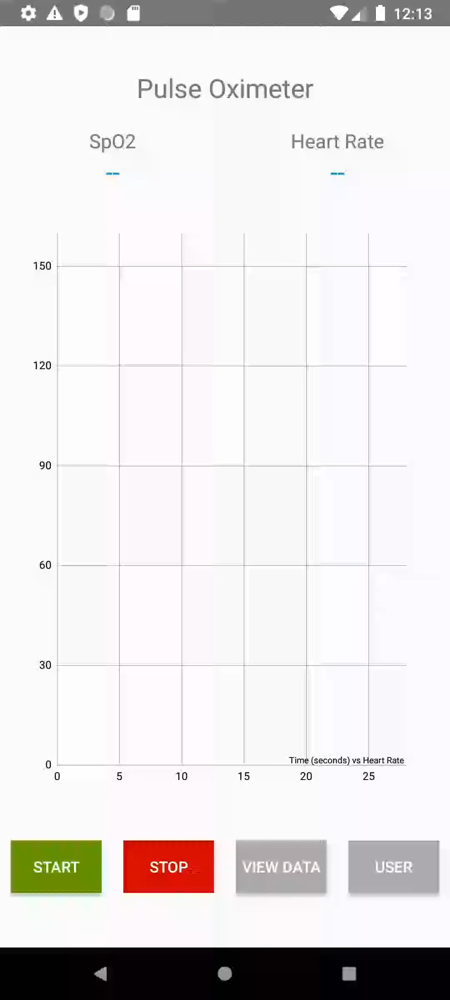 12:13
Pulse Oximeter
SpO2 Heart Rate
-- --
150
120
90
60
30
0
Time (seconds) vs Heart Rate
0 5 10 15 20 25
START STOP VIEW DATA USER